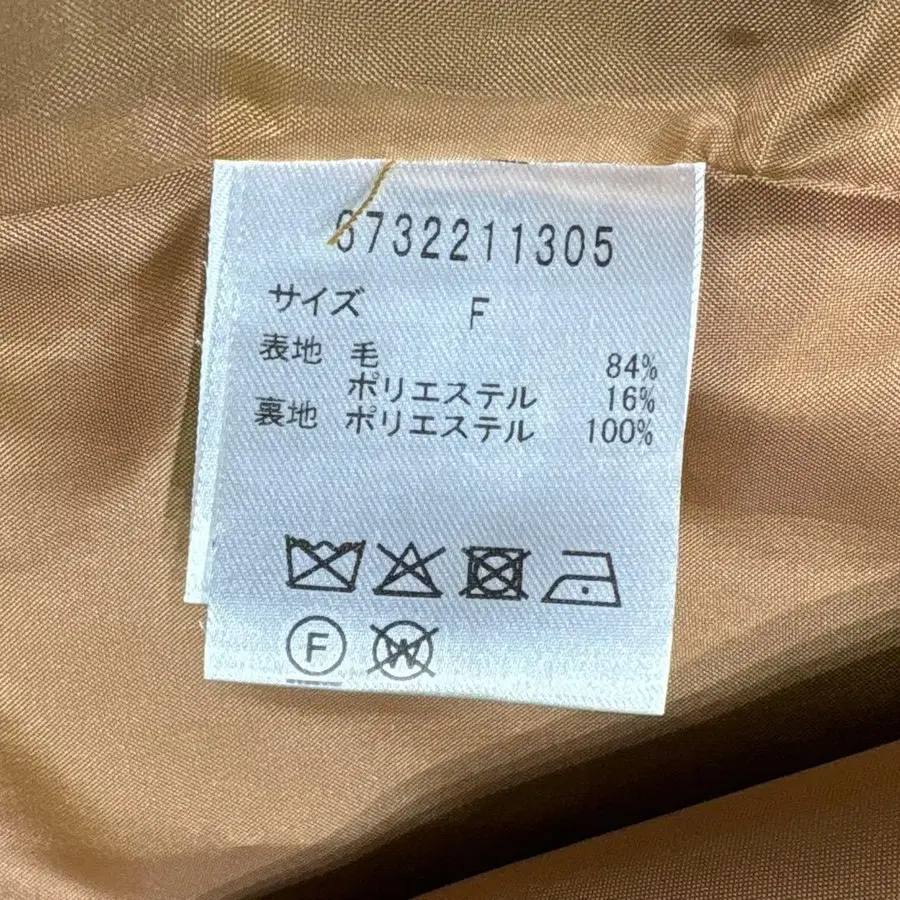 6732211305
サイズ F
表地 毛 84%
ポリエステル 16%
裏地 ポリエステル 100%
F W